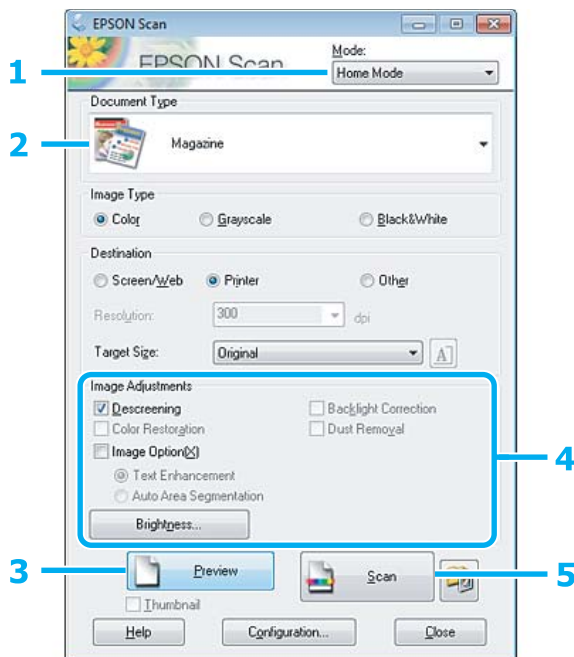 EPSON Scan
EPSON Scan
Mode:
1
Home Mode
Document Type
2
Magazine
Image Type
Color Grayscale Black&White
Destination
Screen/Web Printer Other
Resolution: 300 dpi
Target Size: Original A
Image Adjustments
Descreening Backlight Correction
Color Restoration Dust Removal
Image Option(X)
4
Text Enhancement
Auto Area Segmentation
Brightness...
3 Preview Scan 5
Thumbnail
Help Configuration... Close